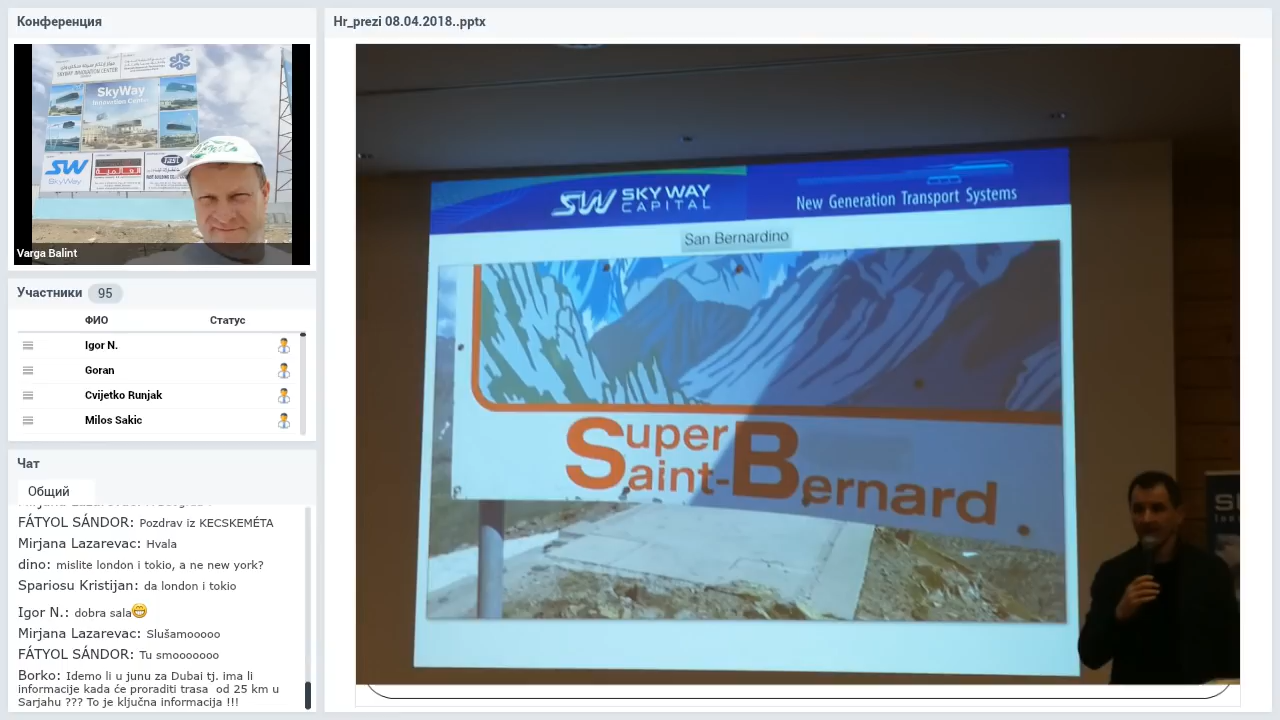 Конференция
SkyWay
Innovation Center
SW
SkyWay
Varga Balint
Участники 95
ФИО Статус
Igor N.
Goran
Cvijetko Runjak
Milos Sakic
Чат
Общий
FÁTYOL SÁNDOR: Pozdrav iz KECSKEMÉTA
Mirjana Lazarevac: Hvala
dino: mislite london i tokio, a ne new york?
Spariosu Kristijan: da london i tokio
Igor N.: dobra sala😁
Mirjana Lazarevac: Slušamooooo
FÁTYOL SÁNDOR: Tu smooooooo
Borko: Idemo li u junu za Dubai tj. ima li
informacije kada će proraditi trasa od 25 km u
Sarjahu ??? To je ključna informacija !!!
Hr_prezi 08.04.2018..pptx
SW SKY WAY
CAPITAL
New Generation Transport Systems
San Bernardino
Super
Saint-Bernard